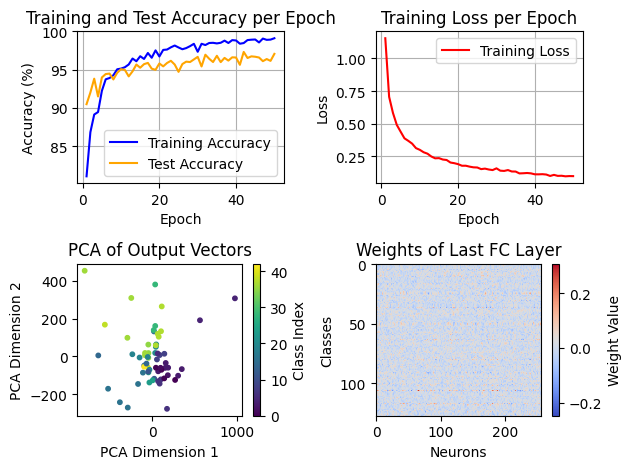 Training and Test Accuracy per Epoch
100
95
90
85
Accuracy (%)
Training Accuracy
Test Accuracy
0
20
40
Epoch
Training Loss per Epoch
Training Loss
1.00
0.75
0.50
0.25
Loss
0
20
40
Epoch
PCA of Output Vectors
400
200
0
−200
PCA Dimension 2
0
1000
PCA Dimension 1
40
30
20
10
0
Class Index
Weights of Last FC Layer
0
50
100
Classes
0
200
Neurons
0.2
0.0
−0.2
Weight Value